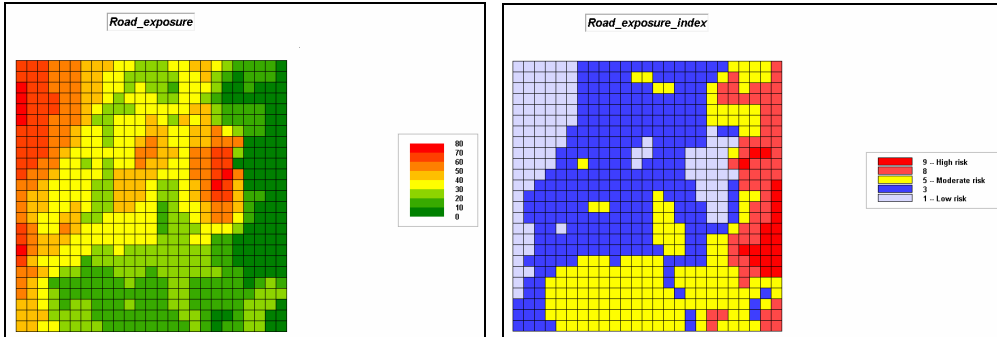 Road_exposure
80
70
60
50
40
30
20
10
0
Road_exposure_index
9 -- High risk
8
5 -- Moderate risk
3
1 -- Low risk